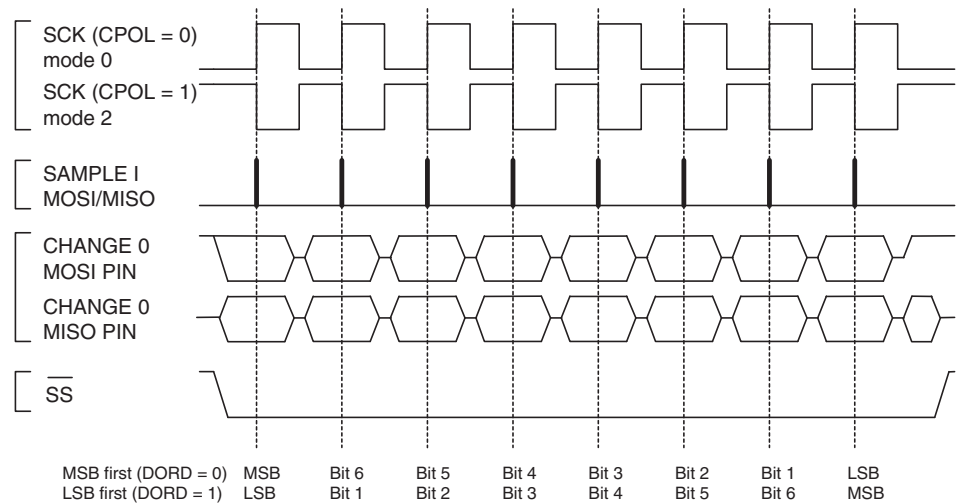 SCK (CPOL = 0)
mode 0
SCK (CPOL = 1)
mode 2
SAMPLE I
MOSI/MISO
CHANGE 0
MOSI PIN
CHANGE 0
MISO PIN
SS
MSB first (DORD = 0) MSB Bit 6 Bit 5 Bit 4 Bit 3 Bit 2 Bit 1 LSB
LSB first (DORD = 1) LSB Bit 1 Bit 2 Bit 3 Bit 4 Bit 5 Bit 6 MSB